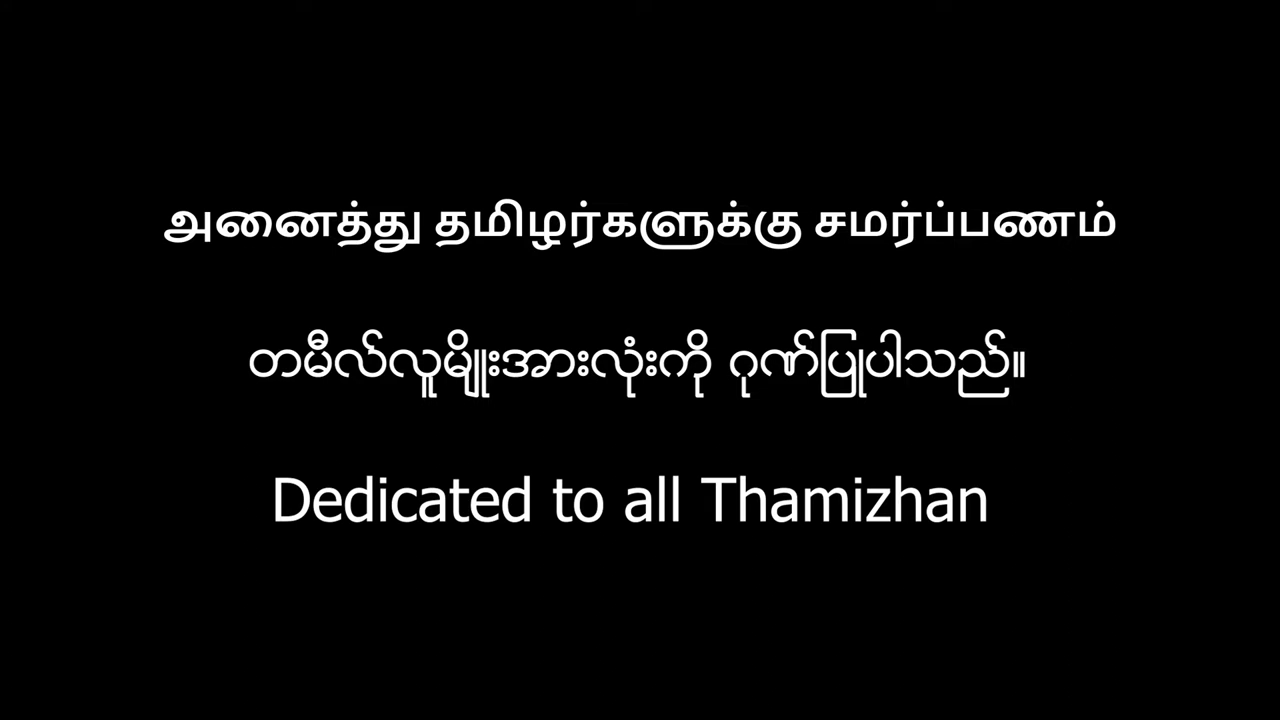 அனைத்து தமிழர்களுக்கு சமர்ப்பணம்
တမီလ်လူမျိုးအားလုံးကို ဂုဏ်ပြုပါသည်။
Dedicated to all Thamizhan